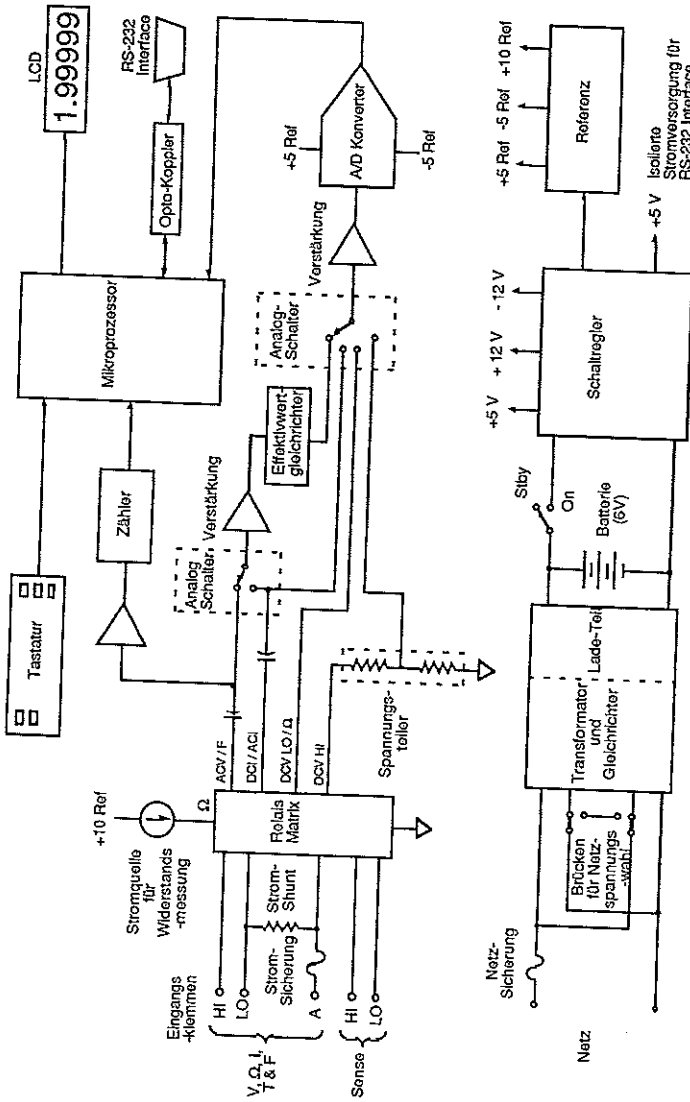 LCD
1.99999
RS-232
Interface
Opto-Koppler
Mikroprozessor
Tastatur
Zähler
+5 Ref
A/D Konverter
-5 Ref
Verstärkung
Analog-
Schalter
Effektivwert-
gleichrichter
Verstärkung
Analog
Schalter
+10 Ref
Stromquelle
für
Widerstands
-messung
Ω
Relais
Matrix
ACV / F
DCI / ACI
DCV LO / Ω
DCV HI
Spannungs-
teiler
Eingangs
-klemmen
HI
LO
A
HI
LO
V, Ω, I,
T & F
Sense
Strom-
Shunt
Strom-
Sicherung
+5 Ref
-5 Ref
+10 Ref
Referenz
+5 V
+ 12 V
- 12 V
Schaltregler
+5 V
Isolierte
Stromversorgung für
RS-232 Interface
Stby
On
Batterie
(6V)
Lade-Teil
Transformator
und
Gleichrichter
Brücken
für Netz-
spannungs
-wahl
Netz-
Sicherung
Netz